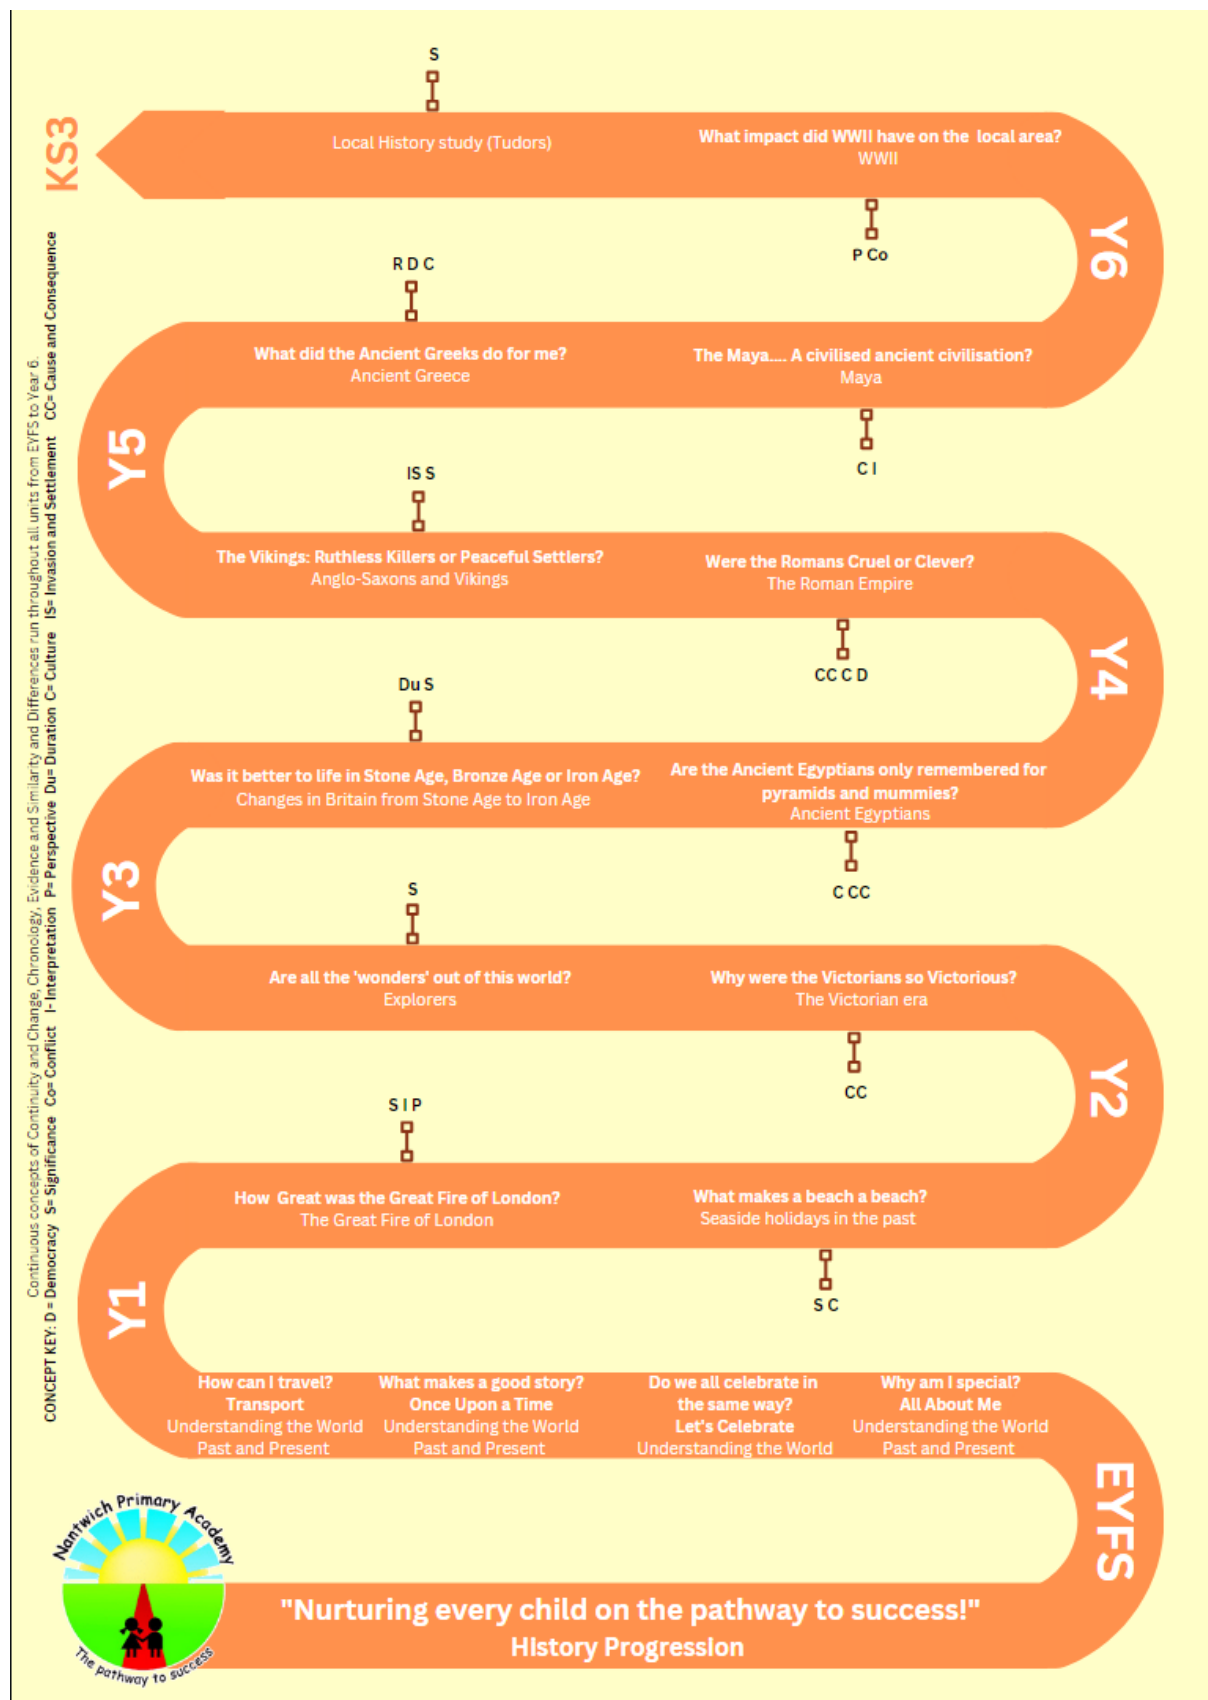 S
KS3
Local History study (Tudors)
What impact did WWII have on the local area?
WWII
Y6
P Co
R D C
What did the Ancient Greeks do for me?
Ancient Greece
The Maya.... A civilised ancient civilisation?
Maya
Y5
C I
IS S
The Vikings: Ruthless Killers or Peaceful Settlers?
Anglo-Saxons and Vikings
Were the Romans Cruel or Clever?
The Roman Empire
Y4
CC C D
Du S
Was it better to life in Stone Age, Bronze Age or Iron Age?
Changes in Britain from Stone Age to Iron Age
Are the Ancient Egyptians only remembered for
pyramids and mummies?
Ancient Egyptians
Y3
C CC
S
Are all the 'wonders' out of this world?
Explorers
Why were the Victorians so Victorious?
The Victorian era
Y2
CC
S I P
How Great was the Great Fire of London?
The Great Fire of London
What makes a beach a beach?
Seaside holidays in the past
Y1
S C
How can I travel?
Transport
Understanding the World
Past and Present
What makes a good story?
Once Upon a Time
Understanding the World
Past and Present
Do we all celebrate in
the same way?
Let's Celebrate
Understanding the World
Why am I special?
All About Me
Understanding the World
Past and Present
EYFS
"Nurturing every child on the pathway to success!"
History Progression
Nantwich Primary Academy
The pathway to success
Continuous concepts of Continuity and Change, Chronology, Evidence and Similarity and Differences run throughout all units from EYFS to Year 6.
CONCEPT KEY: D = Democracy S= Significance Co= Conflict I- Interpretation P= Perspective Du= Duration C= Culture IS= Invasion and Settlement CC= Cause and Consequence